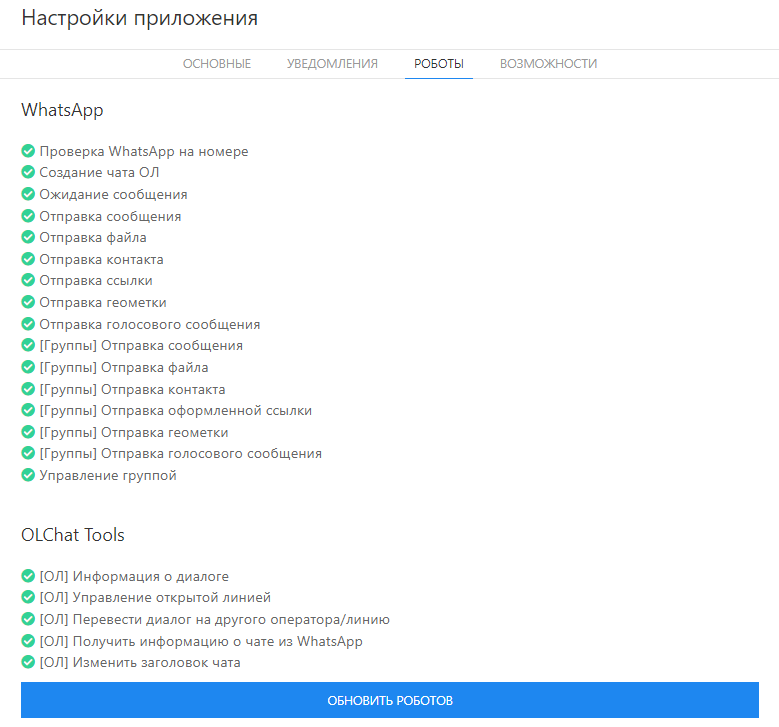 Настройки приложения
ОСНОВНЫЕ УВЕДОМЛЕНИЯ РОБОТЫ ВОЗМОЖНОСТИ
WhatsApp
Проверка WhatsApp на номере
Создание чата ОЛ
Ожидание сообщения
Отправка сообщения
Отправка файла
Отправка контакта
Отправка ссылки
Отправка геометки
Отправка голосового сообщения
[Группы] Отправка сообщения
[Группы] Отправка файла
[Группы] Отправка контакта
[Группы] Отправка оформленной ссылки
[Группы] Отправка геометки
[Группы] Отправка голосового сообщения
Управление группой
OLChat Tools
[ОЛ] Информация о диалоге
[ОЛ] Управление открытой линией
[ОЛ] Перевести диалог на другого оператора/линию
[ОЛ] Получить информацию о чате из WhatsApp
[ОЛ] Изменить заголовок чата
ОБНОВИТЬ РОБОТОВ